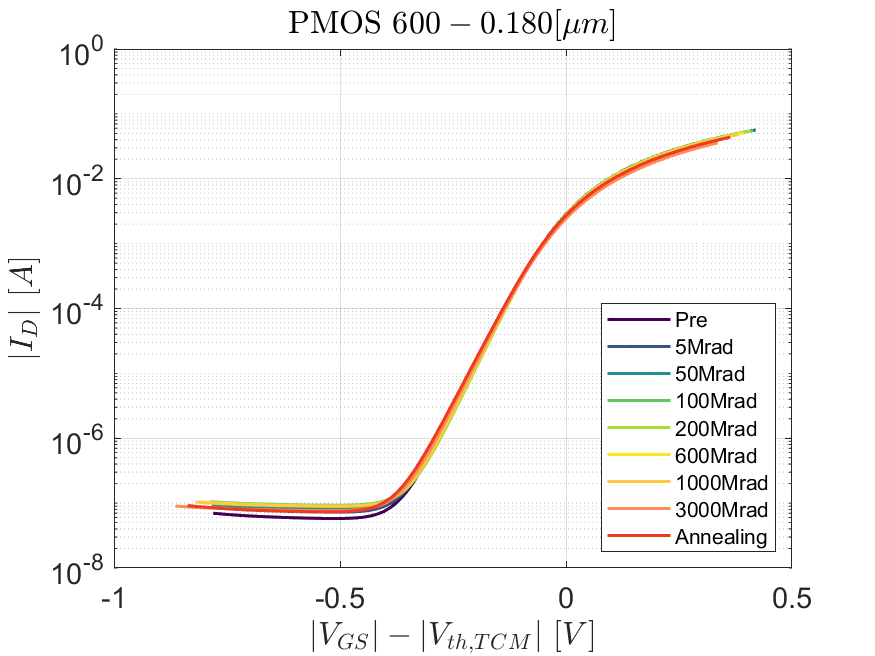 PMOS 600 − 0.180[μm]
10^0
10^-2
10^-4
10^-6
10^-8
|I_D| [A]
Pre
5Mrad
50Mrad
100Mrad
200Mrad
600Mrad
1000Mrad
3000Mrad
Annealing
-1
-0.5
0
0.5
|V_GS| − |V_th,TCM| [V]